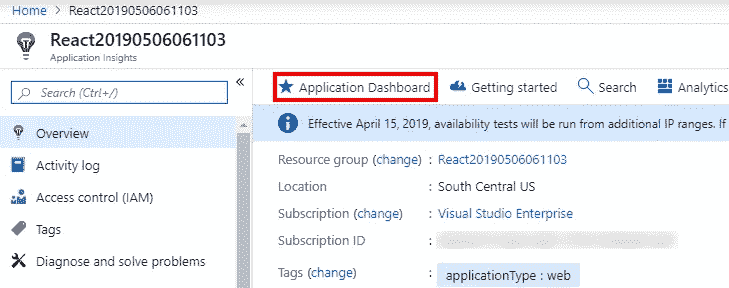 Home > React20190506061103
React20190506061103
Application Insights
«
Search (Ctrl+/)
Overview
Activity log
Access control (IAM)
Tags
Diagnose and solve problems
Application Dashboard Getting started Search Analytics
Effective April 15, 2019, availability tests will be run from additional IP ranges. If
Resource group (change) : React20190506061103
Location : South Central US
Subscription (change) : Visual Studio Enterprise
Subscription ID :
Tags (change) : applicationType : web